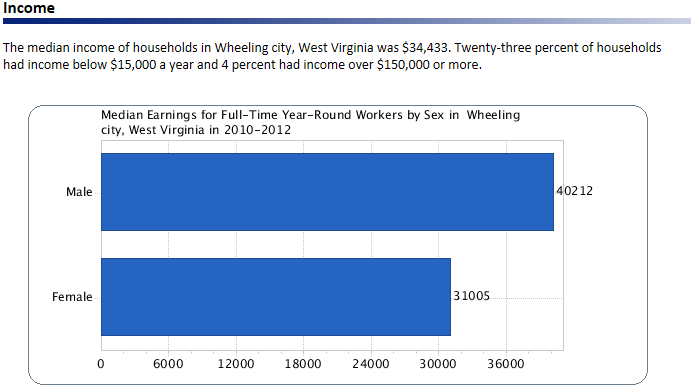 Income
The median income of households in Wheeling city, West Virginia was $34,433. Twenty-three percent of households
had income below $15,000 a year and 4 percent had income over $150,000 or more.
Median Earnings for Full-Time Year-Round Workers by Sex in Wheeling
city, West Virginia in 2010-2012
Male 40212
Female 31005
0 6000 12000 18000 24000 30000 36000